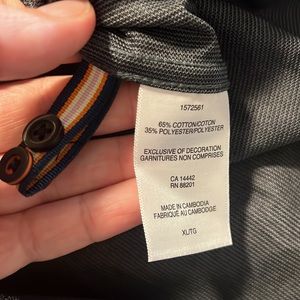 1572561
65% COTTON/COTON
35% POLYESTER/POLYESTER
EXCLUSIVE OF DECORATION
GARNITURES NON COMPRISES
CA 14442
RN 88201
MADE IN CAMBODIA
FABRIQUÉ AU CAMBODGE
XL/TG